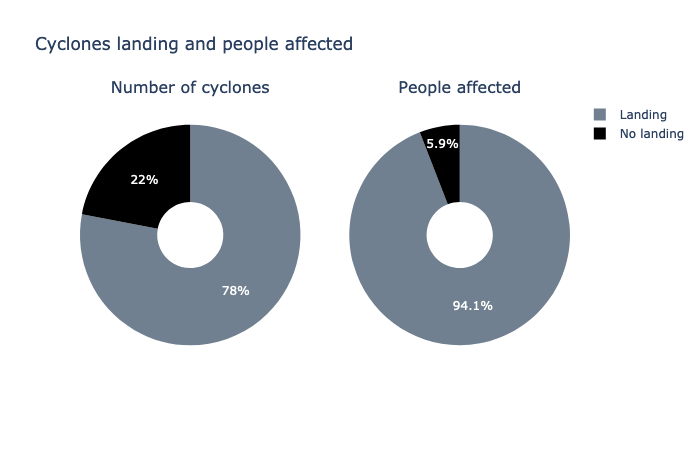 Cyclones landing and people affected
Number of cyclones
People affected
Landing
No landing
22%
78%
5.9%
94.1%